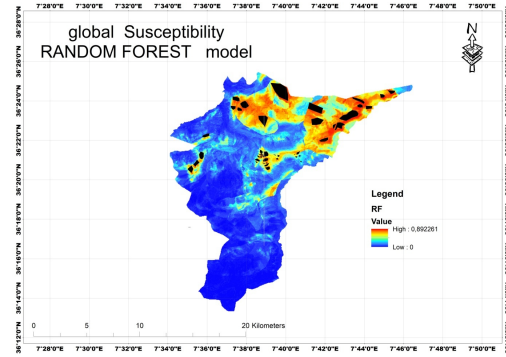 7°28'0"E 7°30'0"E 7°32'0"E 7°34'0"E 7°36'0"E 7°38'0"E 7°40'0"E 7°42'0"E 7°44'0"E 7°46'0"E 7°48'0"E 7°50'0"E
global Susceptibility
RANDOM FOREST model
N
36°28'0"N
36°26'0"N
36°24'0"N
36°22'0"N
36°20'0"N
36°18'0"N
36°16'0"N
36°14'0"N
Legend
RF
Value
High : 0,892261
Low : 0
0 5 10 20 Kilometers
7°28'0"E 7°30'0"E 7°32'0"E 7°34'0"E 7°36'0"E 7°38'0"E 7°40'0"E 7°42'0"E 7°44'0"E 7°46'0"E 7°48'0"E 7°50'0"E